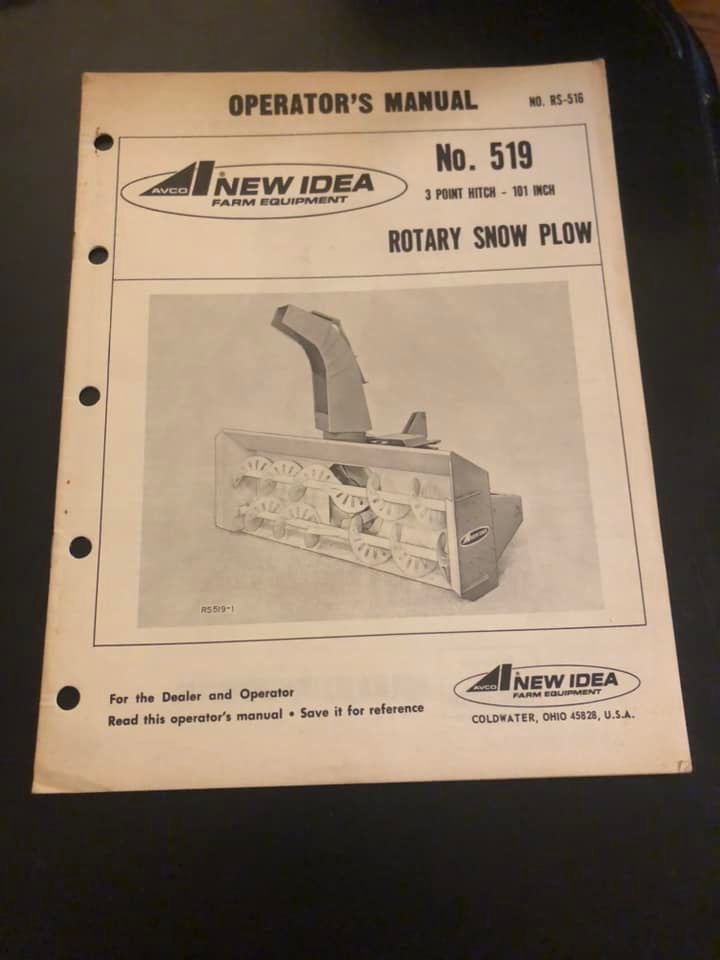 OPERATOR'S MANUAL
NO. RS-516
AVCO NEW IDEA
FARM EQUIPMENT
No. 519
3 POINT HITCH - 101 INCH
ROTARY SNOW PLOW
NEW IDEA
RS519-1
For the Dealer and Operator
Read this operator's manual • Save it for reference
AVCO NEW IDEA
FARM EQUIPMENT
COLDWATER, OHIO 45828, U.S.A.